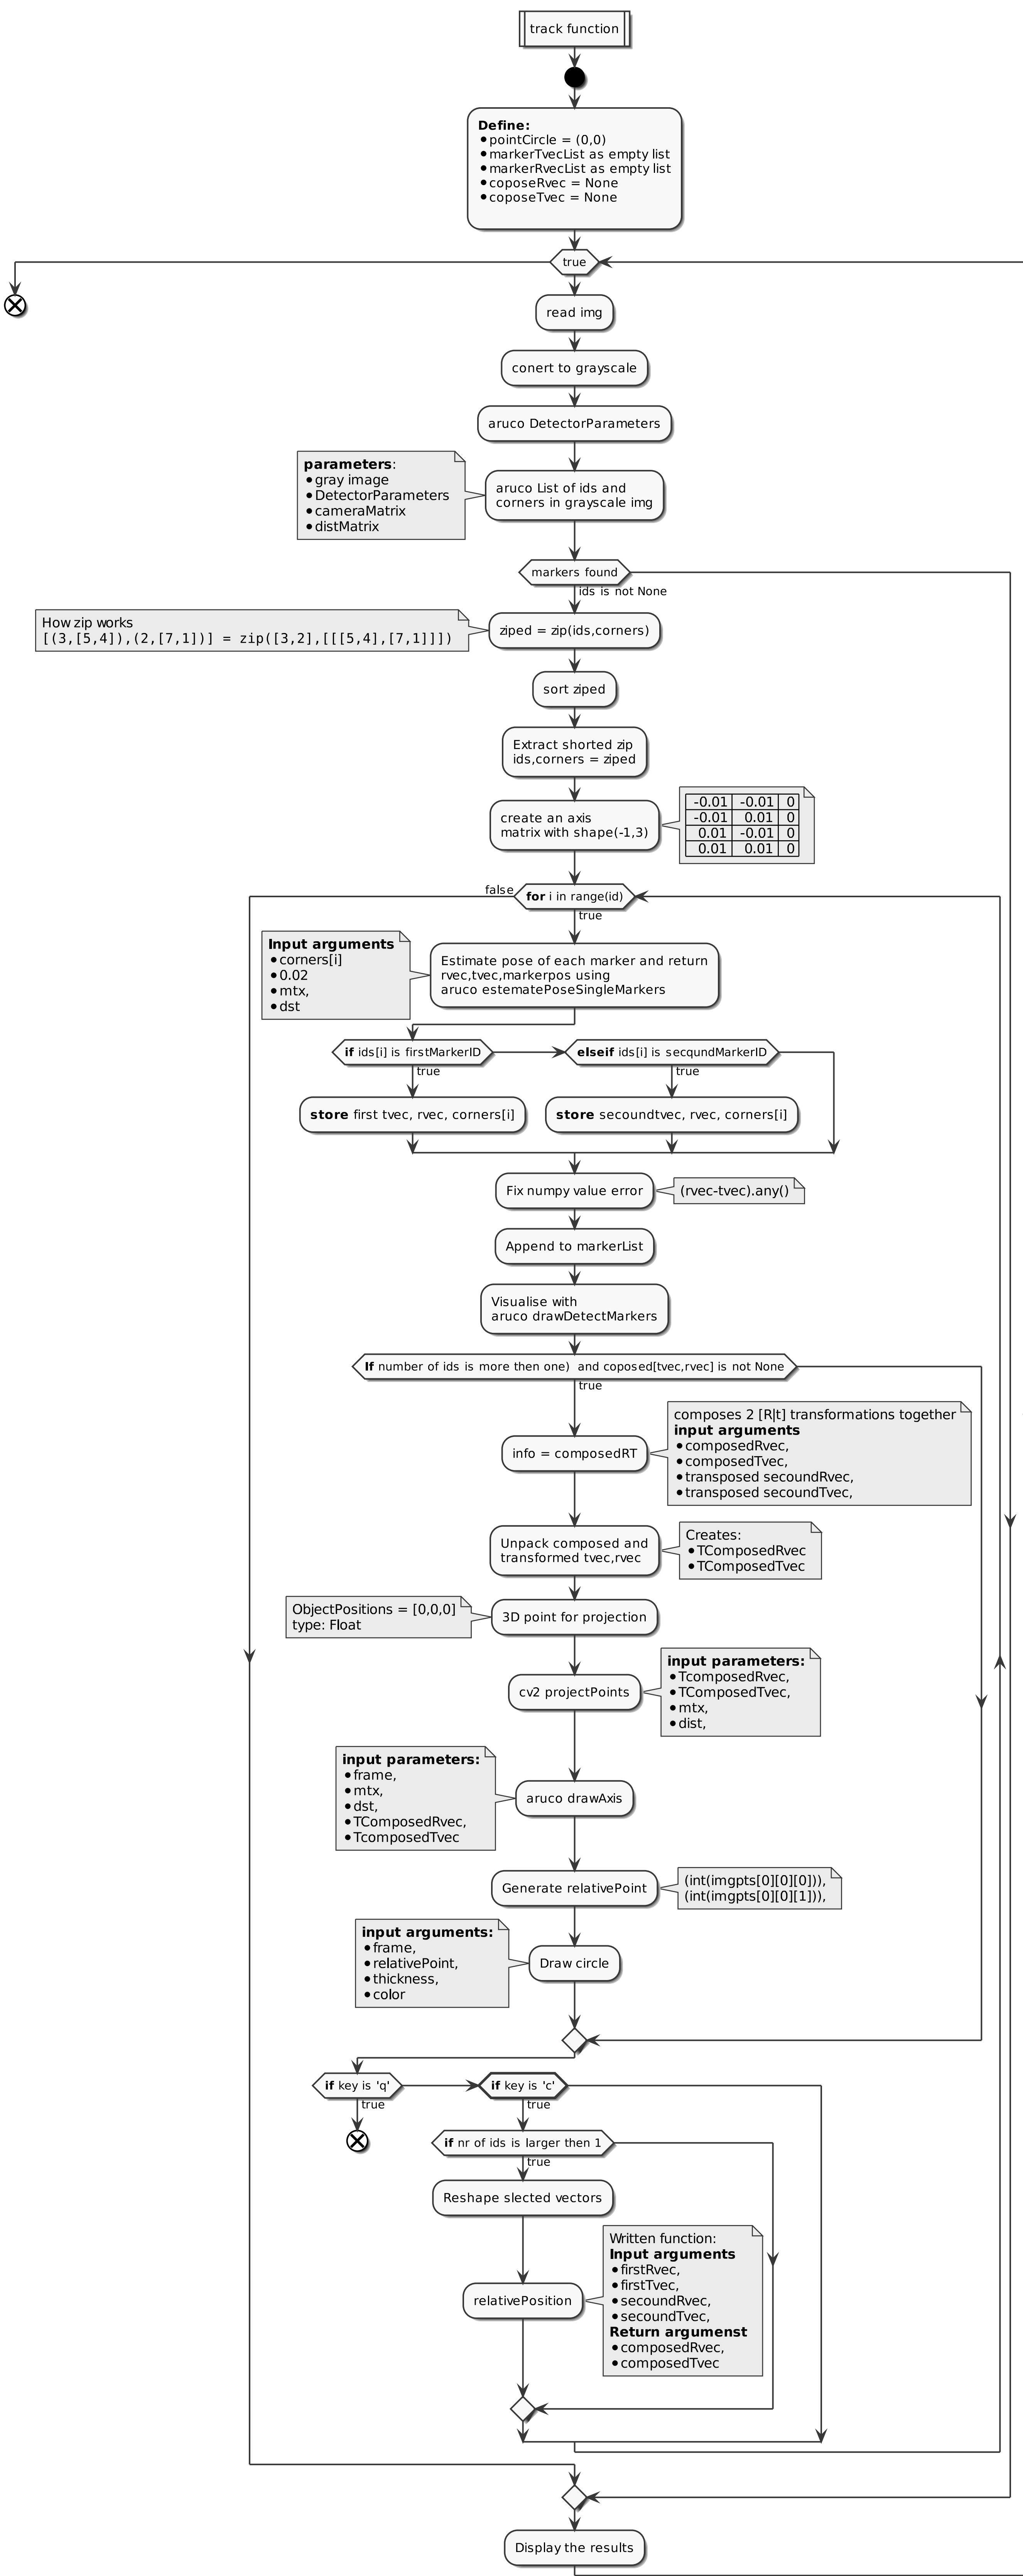 track function
Define:
•pointCircle = (0,0)
•markerTvecList as empty list
•markerRvecList as empty list
•coposeRvec = None
•coposeTvec = None
true
read img
conert to grayscale
aruco DetectorParameters
parameters:
•gray image
•DetectorParameters
•cameraMatrix
•distMatrix
aruco List of ids and
corners in grayscale img
markers found
ids is not None
How zip works
[(3,[5,4]),(2,[7,1])] = zip([3,2],[[[5,4],[7,1]]])
ziped = zip(ids,corners)
sort ziped
Extract shorted zip
ids,corners = ziped
create an axis
matrix with shape(-1,3)
-0.01 -0.01 0
-0.01 0.01 0
0.01 -0.01 0
0.01 0.01 0
false
for i in range(id)
true
Input arguments
•corners[i]
•0.02
•mtx,
•dst
Estimate pose of each marker and return
rvec,tvec,markerpos using
aruco estematePoseSingleMarkers
if ids[i] is firstMarkerID
true
elseif ids[i] is secqundMarkerID
true
store first tvec, rvec, corners[i]
store secoundtvec, rvec, corners[i]
Fix numpy value error
(rvec-tvec).any()
Append to markerList
Visualise with
aruco drawDetectMarkers
If number of ids is more then one)  and coposed[tvec,rvec] is not None
true
info = composedRT
composes 2 [R|t] transformations together
input arguments
•composedRvec,
•composedTvec,
•transposed secoundRvec,
•transposed secoundTvec,
Unpack composed and
transformed tvec,rvec
Creates:
•TComposedRvec
•TComposedTvec
ObjectPositions = [0,0,0]
type: Float
3D point for projection
cv2 projectPoints
input parameters:
•TcomposedRvec,
•TComposedTvec,
•mtx,
•dist,
input parameters:
•frame,
•mtx,
•dst,
•TComposedRvec,
•TcomposedTvec
aruco drawAxis
Generate relativePoint
(int(imgpts[0][0][0])),
(int(imgpts[0][0][1])),
input arguments:
•frame,
•relativePoint,
•thickness,
•color
Draw circle
if key is 'q'
true
if key is 'c'
true
if nr of ids is larger then 1
true
Reshape slected vectors
relativePosition
Written function:
Input arguments
•firstRvec,
•firstTvec,
•secoundRvec,
•secoundTvec,
Return argumenst
•composedRvec,
•composedTvec
Display the results